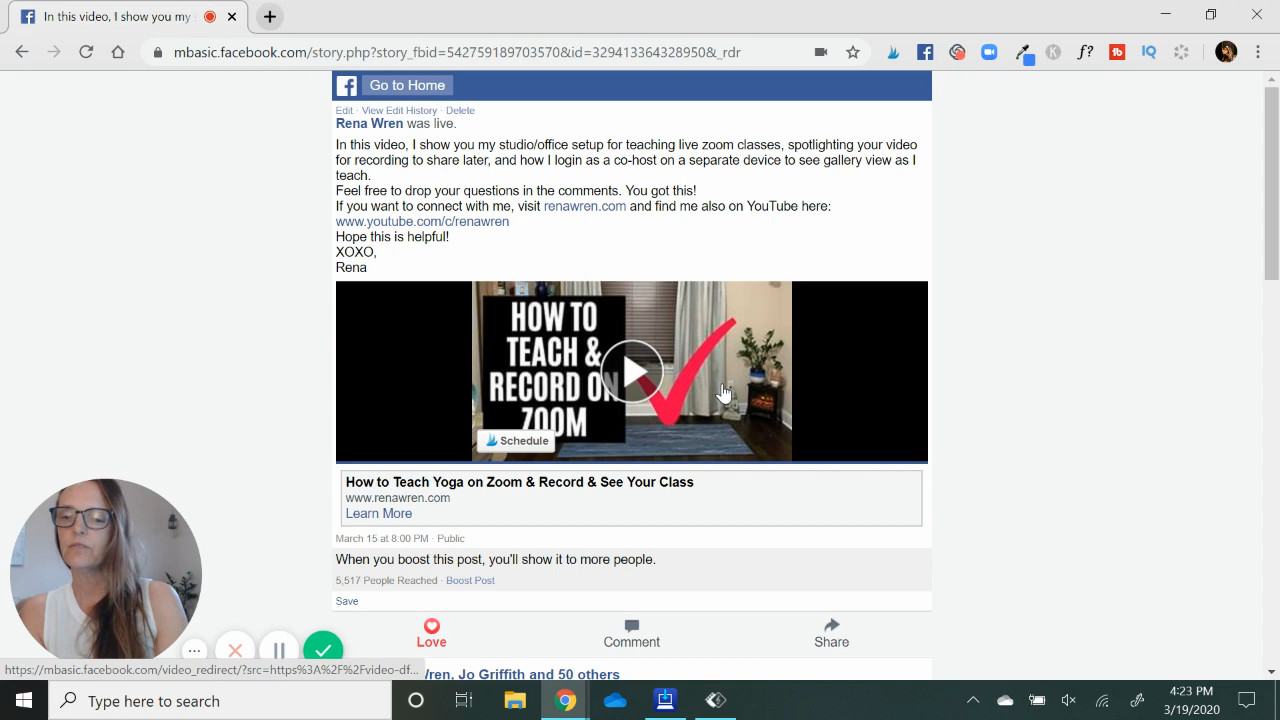 In this video, I show you my
mbasic.facebook.com/story.php?story_fbid=542759189703570&id=329413364328950&_rdr
K
f?
tb
IQ
Go to Home
Edit · View Edit History · Delete
Rena Wren was live.
In this video, I show you my studio/office setup for teaching live zoom classes, spotlighting your video
for recording to share later, and how I login as a co-host on a separate device to see gallery view as I
teach.
Feel free to drop your questions in the comments. You got this!
If you want to connect with me, visit renawren.com and find me also on YouTube here:
www.youtube.com/c/renawren
Hope this is helpful!
XOXO,
Rena
HOW TO
TEACH &
RECORD ON
ZOOM
Schedule
How to Teach Yoga on Zoom & Record & See Your Class
www.renawren.com
Learn More
March 15 at 8:00 PM · Public
When you boost this post, you'll show it to more people.
5,517 People Reached · Boost Post
Save
Love
Comment
Share
https://mbasic.facebook.com/video_redirect/?src=https%3A%2F%2Fvideo-df...
Jo Griffith and 50 others
Type here to search
4:23 PM
3/19/2020